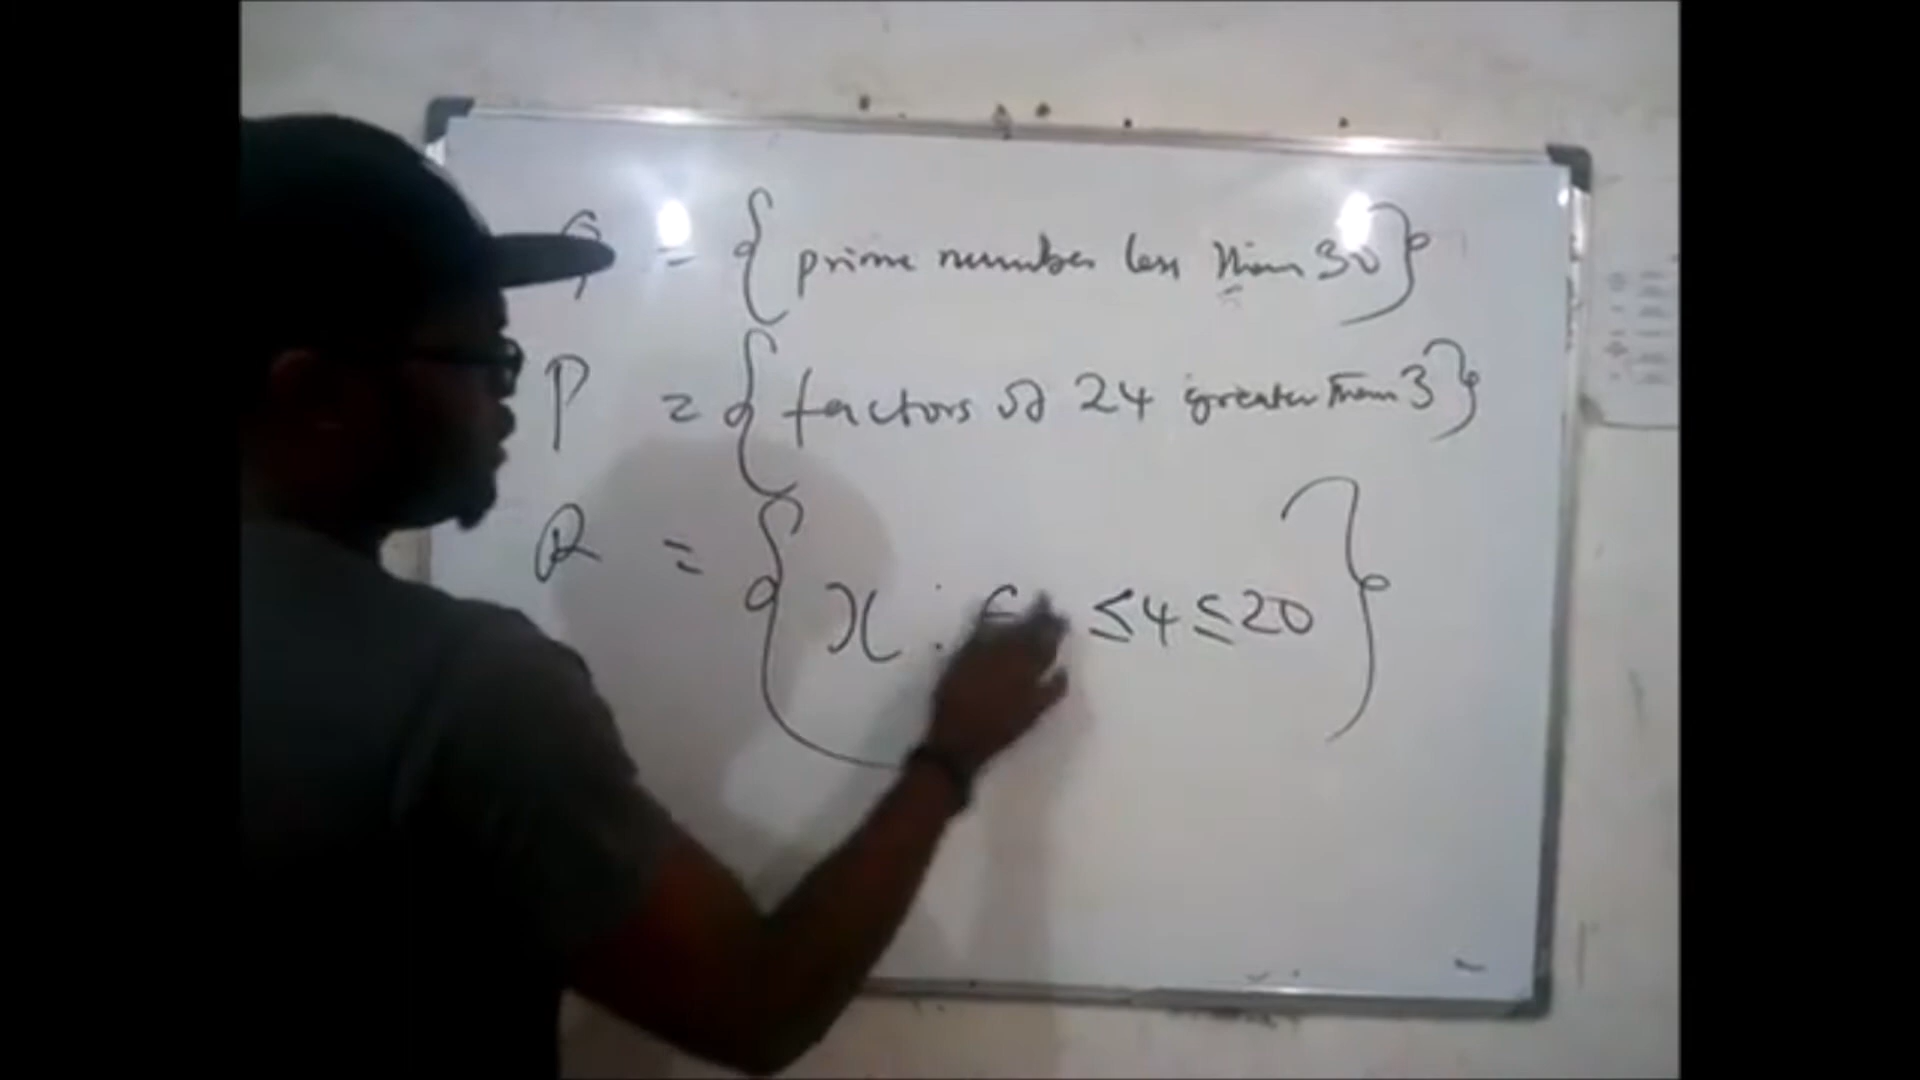 = {prime number less than 30}
P = {factors of 24 greater than 3}
R = {x : ≤4≤20}